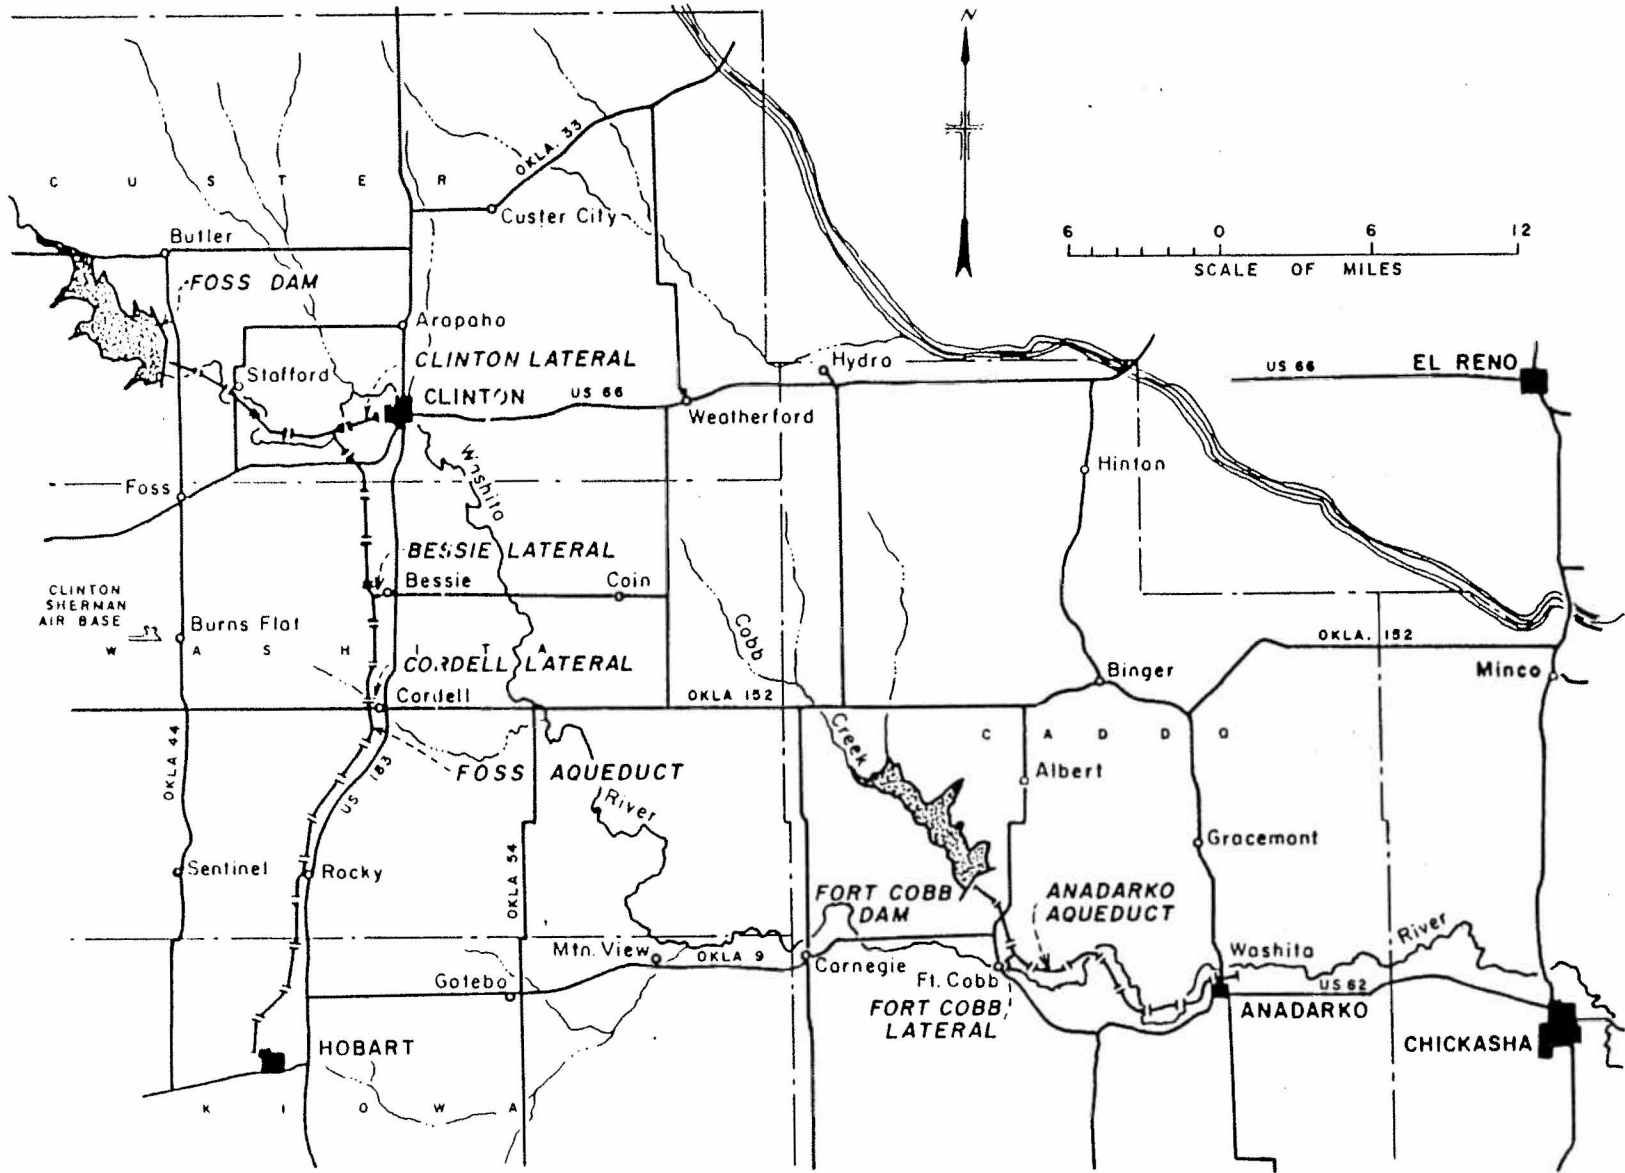 N
OKLA. 33
C U S T E R
Custer City
6 0 6 12
SCALE OF MILES
Butler
FOSS DAM
Arapaho
CLINTON LATERAL
Hydro
US 66
EL RENO
Stafford
CLINTON
US 66
Weatherford
Washita
Hinton
Foss
BESSIE LATERAL
Bessie
Coin
CLINTON
SHERMAN
AIR BASE
Burns Flat
Cobb
OKLA. 152
W A S H I T A
CORDELL LATERAL
Binger
Minco
Cordell
OKLA 152
Creek
C A D D O
OKLA 44
US 183
FOSS AQUEDUCT
Albert
River
Gracemont
Sentinel
Rocky
OKLA 54
FORT COBB
DAM
ANADARKO
AQUEDUCT
River
Mtn. View
OKLA 9
Carnegie
Washita
Ft. Cobb
Gotebo
US 62
FORT COBB
LATERAL
ANADARKO
HOBART
CHICKASHA
K I O W A